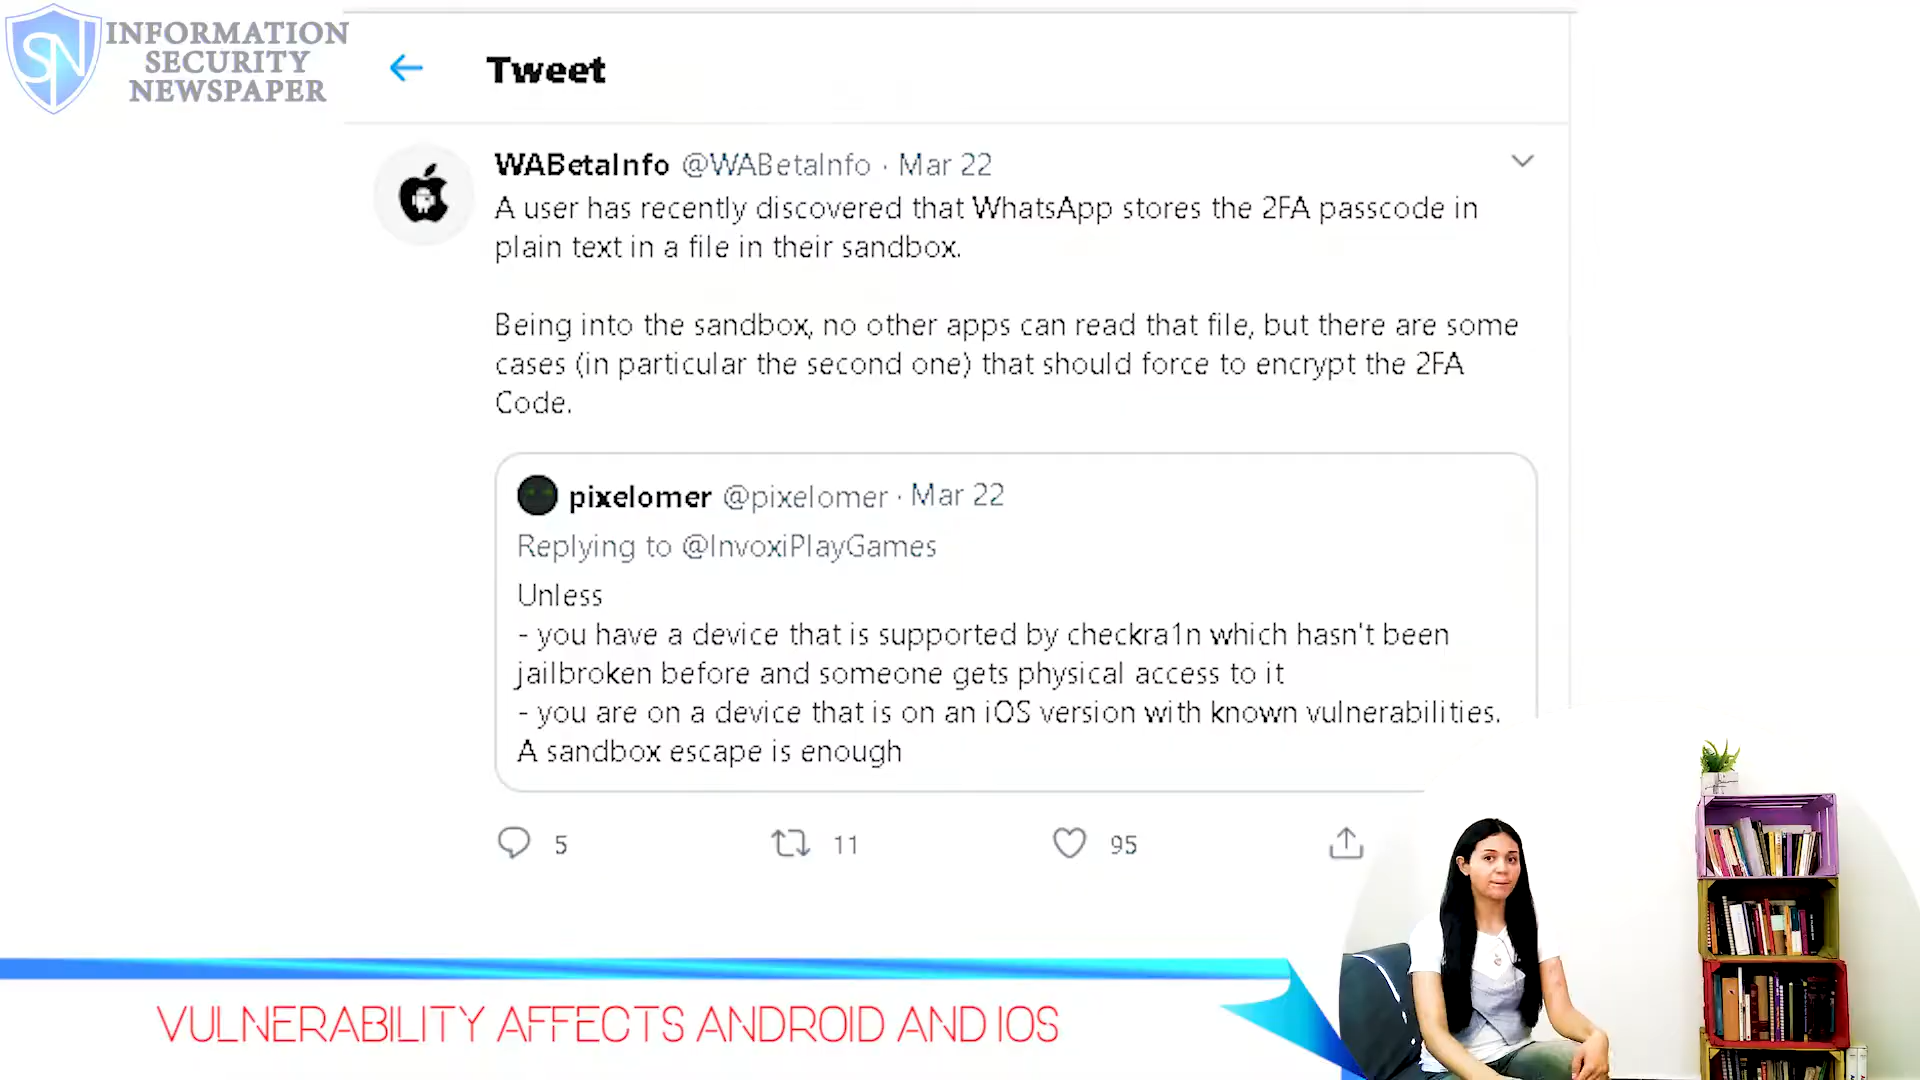 INFORMATION
SECURITY
NEWSPAPER
Tweet
WABetaInfo @WABetaInfo · Mar 22
A user has recently discovered that WhatsApp stores the 2FA passcode in
plain text in a file in their sandbox.
Being into the sandbox, no other apps can read that file, but there are some
cases (in particular the second one) that should force to encrypt the 2FA
Code.
pixelomer @pixelomer · Mar 22
Replying to @InvoxiPlayGames
Unless
- you have a device that is supported by checkra1n which hasn't been
jailbroken before and someone gets physical access to it
- you are on a device that is on an iOS version with known vulnerabilities.
A sandbox escape is enough
5 11 95
VULNERABILITY AFFECTS ANDROID AND IOS